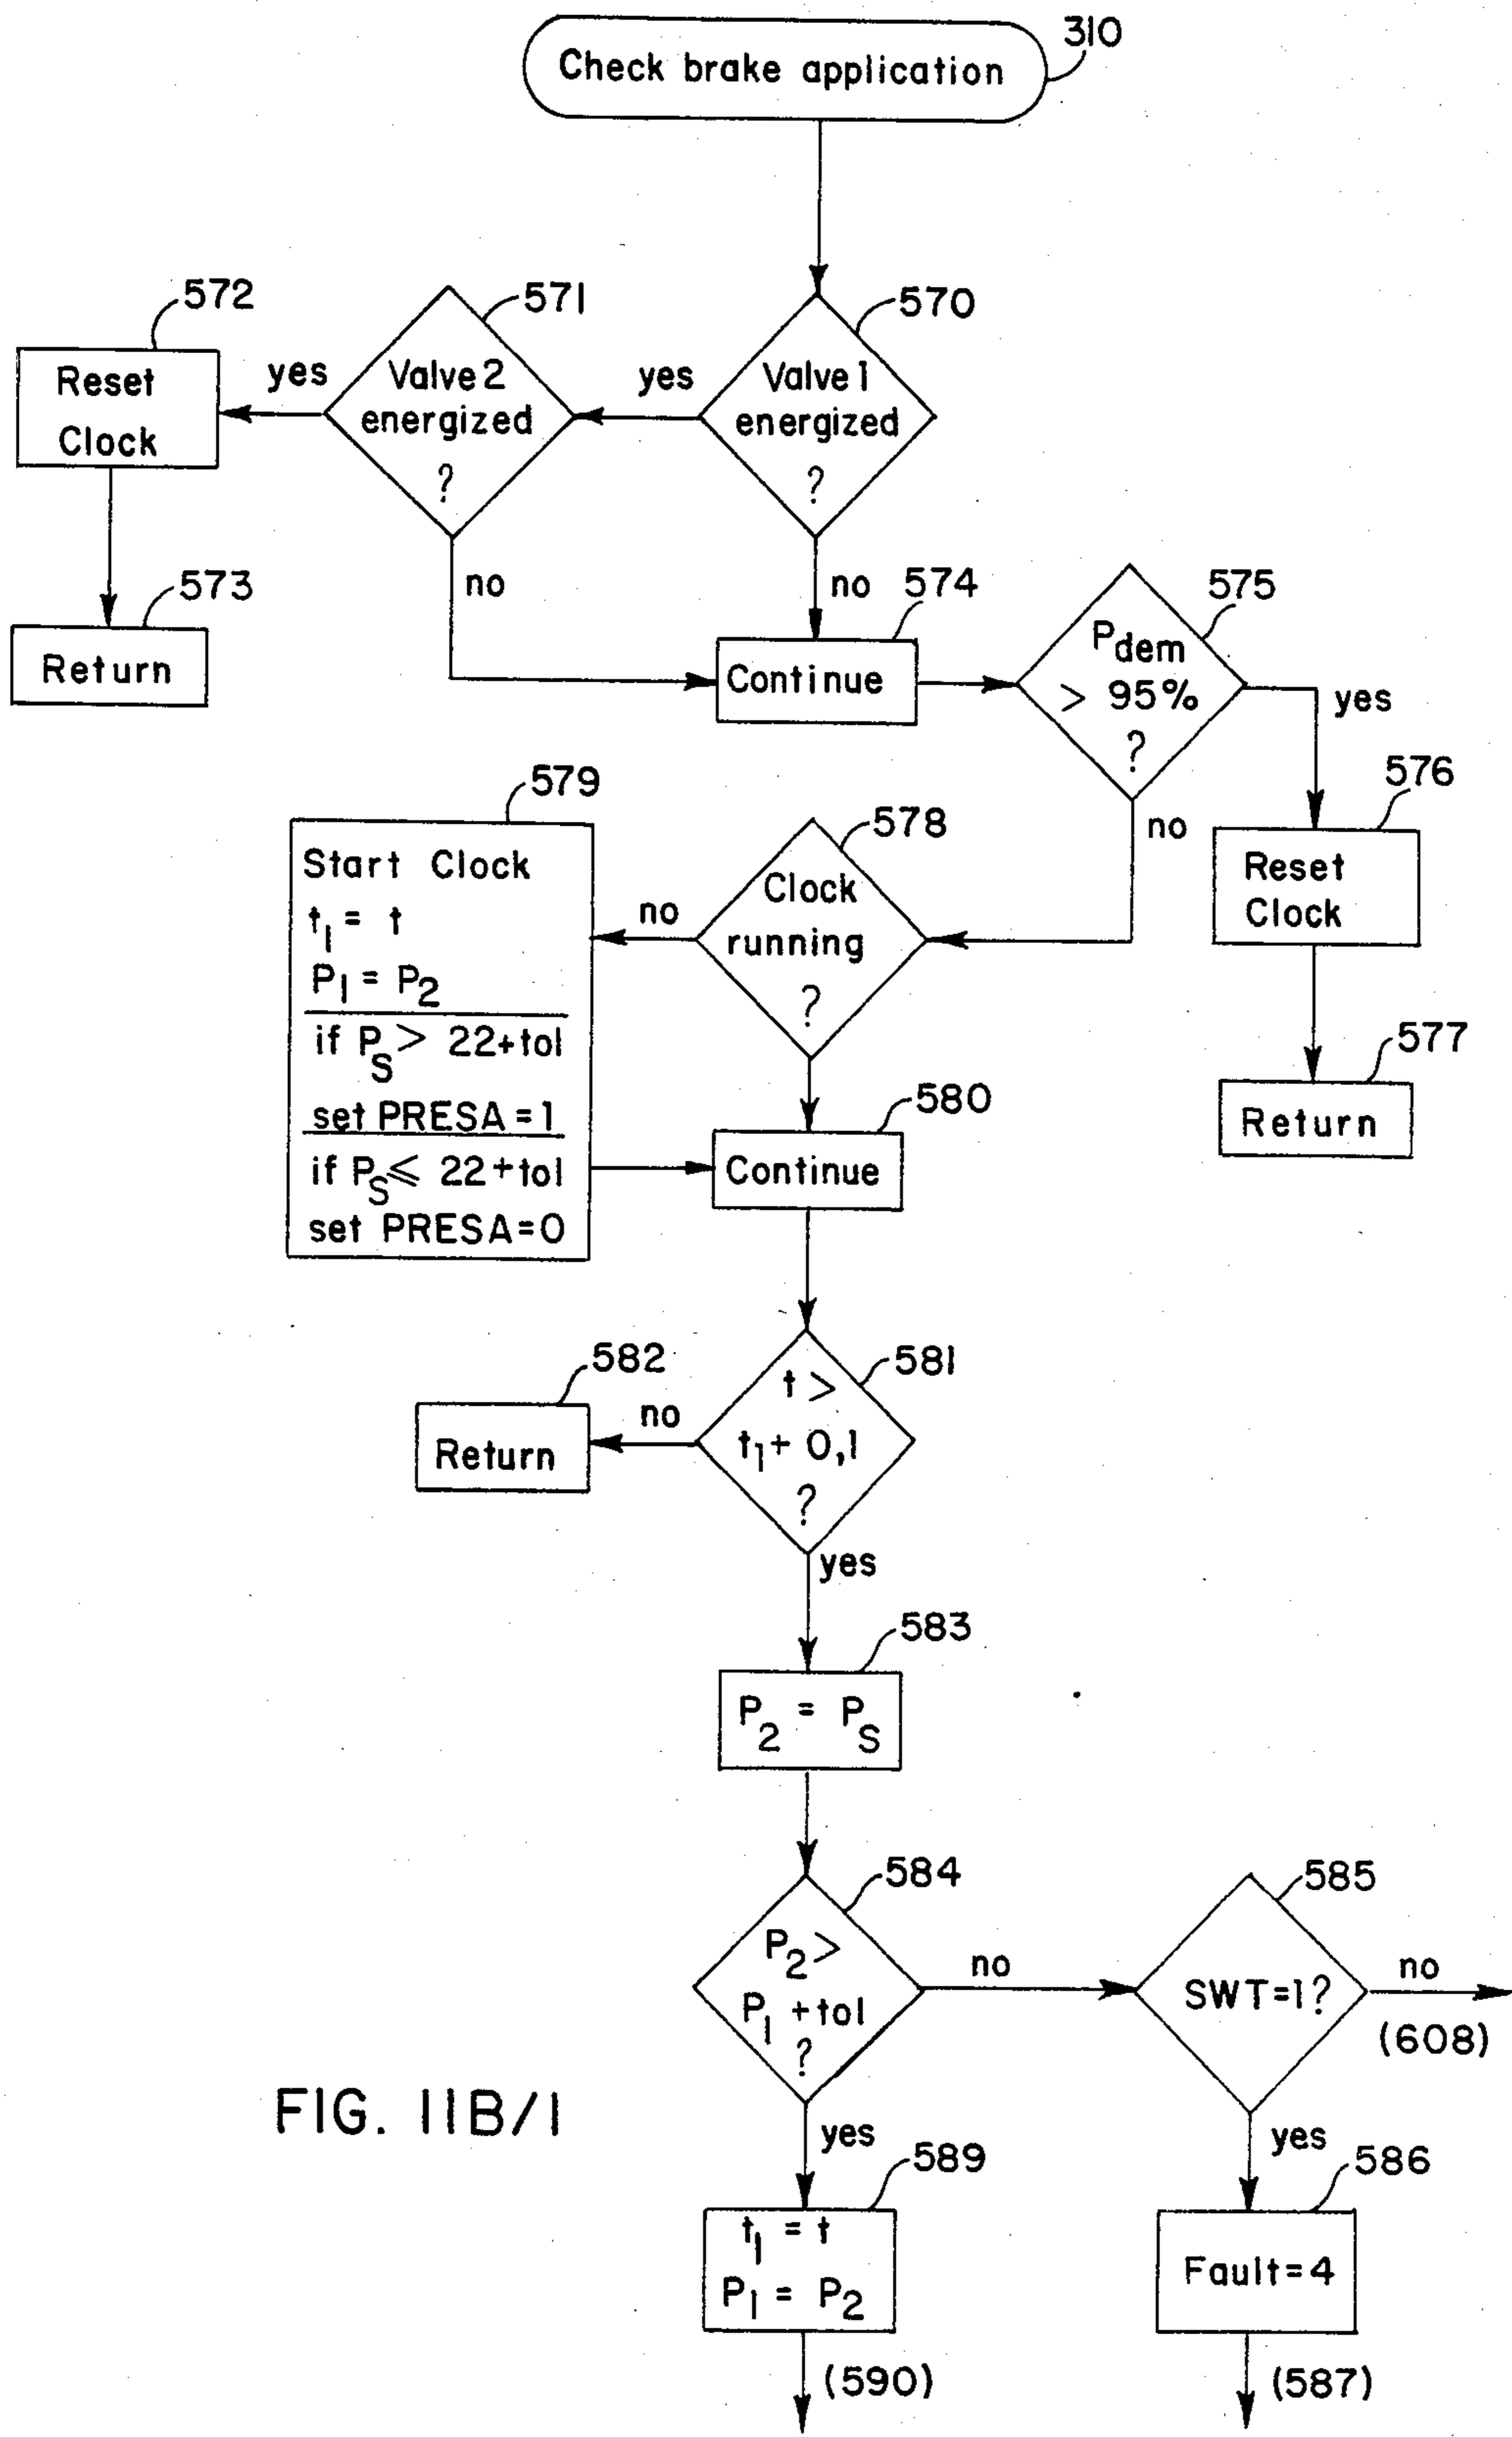 310
Check brake application
572
571
570
Reset
Clock
yes
Valve 2
energized
?
yes
Valve 1
energized
?
573
Return
no
no
574
Continue
575
Pdem
> 95%
?
yes
576
Reset
Clock
577
Return
no
579
Start Clock
t1 = t
P1 = P2
if PS > 22+tol
set PRESA = 1
if PS ≤ 22+tol
set PRESA = 0
no
578
Clock
running
?
580
Continue
582
Return
no
581
t >
t1 + 0,1
?
yes
583
P2 = PS
584
P2 >
P1 + tol
?
no
585
SWT=1?
no
(608)
yes
589
t1 = t
P1 = P2
(590)
yes
586
Fault=4
(587)
FIG. 11B/1